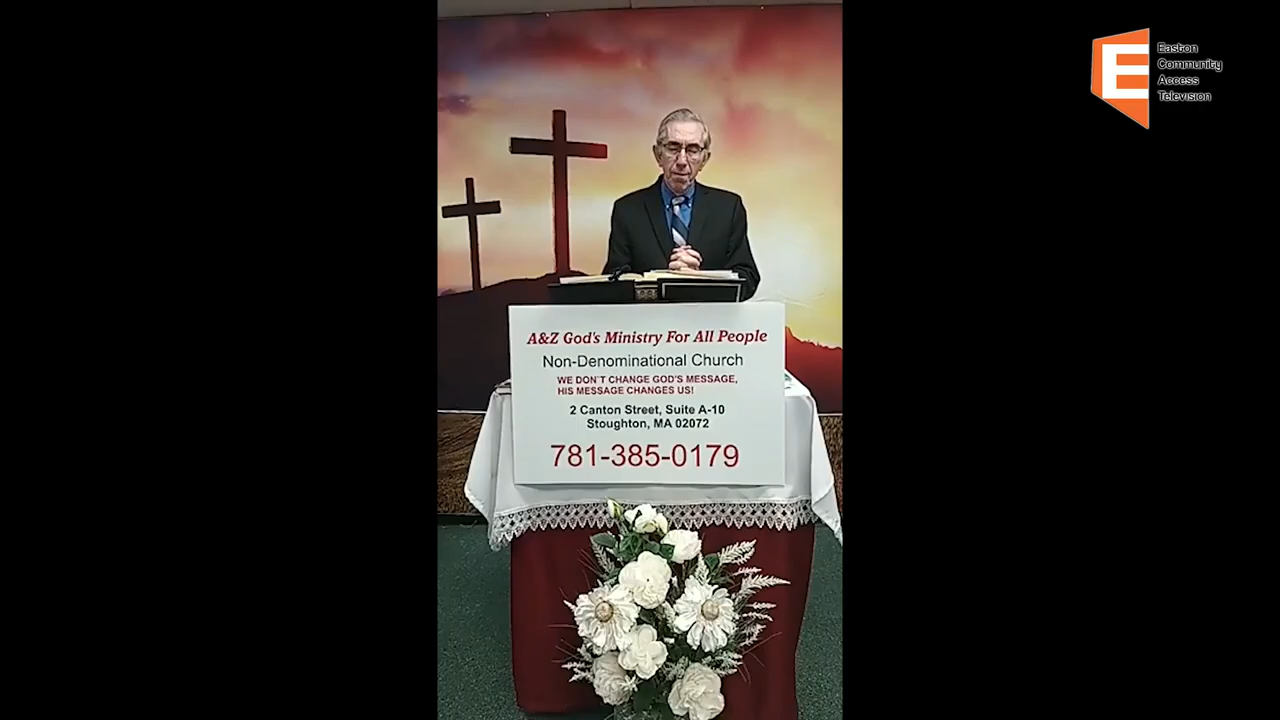 A&Z God's Ministry For All People
Non-Denominational Church
WE DON'T CHANGE GOD'S MESSAGE,
HIS MESSAGE CHANGES US!
2 Canton Street, Suite A-10
Stoughton, MA 02072
781-385-0179
E
Easton
Community
Access
Television